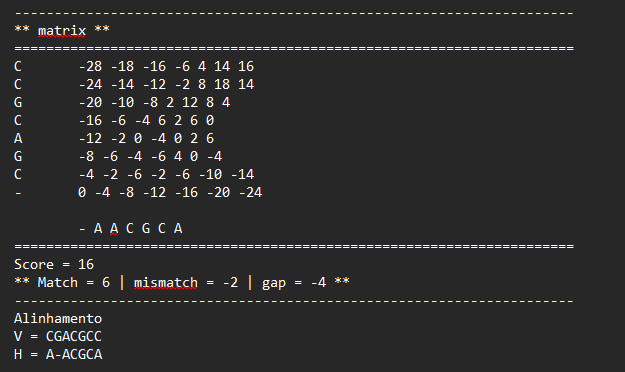 ** matrix **
C -28 -18 -16 -6 4 14 16
C -24 -14 -12 -2 8 18 14
G -20 -10 -8 2 12 8 4
C -16 -6 -4 6 2 6 0
A -12 -2 0 -4 0 2 6
G -8 -6 -4 -6 4 0 -4
C -4 -2 -6 -2 -6 -10 -14
- 0 -4 -8 -12 -16 -20 -24
- A A C G C A
Score = 16
** Match = 6 | mismatch = -2 | gap = -4 **
Alinhamento
V = CGACGCC
H = A-ACGCA